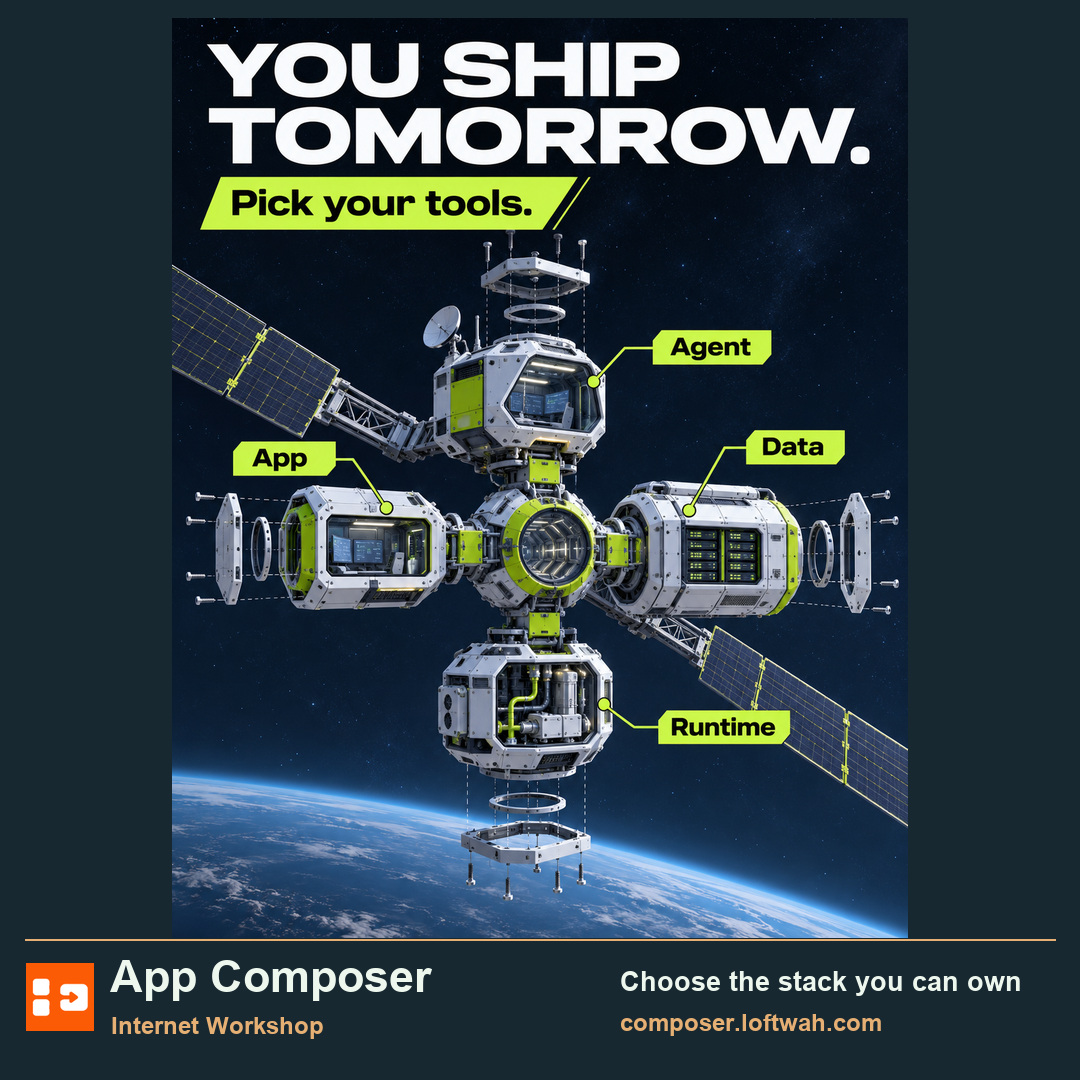 YOU SHIP
TOMORROW.
Pick your tools.
Agent
Data
App
Runtime
App Composer
Internet Workshop
Choose the stack you can own
composer.loftwah.com